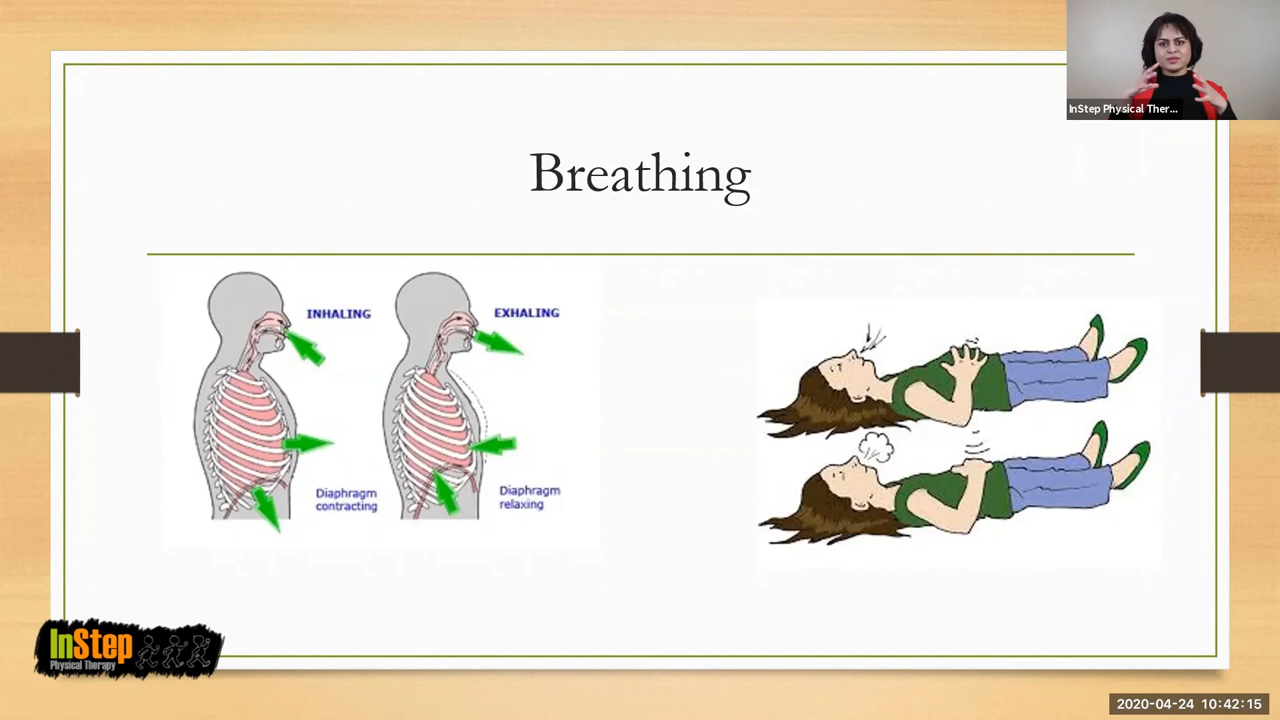 InStep Physical Ther...
Breathing
INHALING
EXHALING
Diaphragm
contracting
Diaphragm
relaxing
InStep
Physical Therapy
2020-04-24 10:42:15